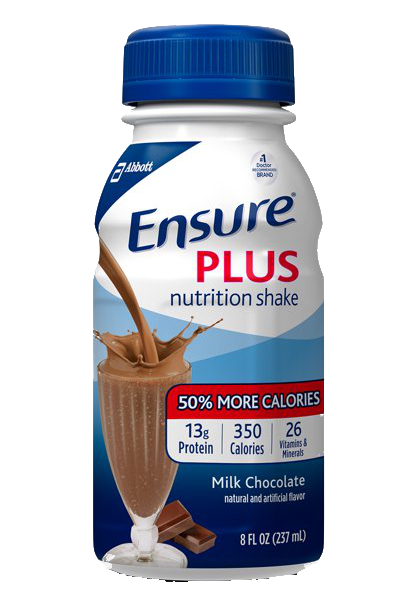 Abbott
#1
Doctor
RECOMMENDED
BRAND
Ensure®
PLUS
nutrition shake
50% MORE CALORIES
13g Protein
350 Calories
26 Vitamins & Minerals
Milk Chocolate
natural and artificial flavor
8 FL OZ (237 mL)